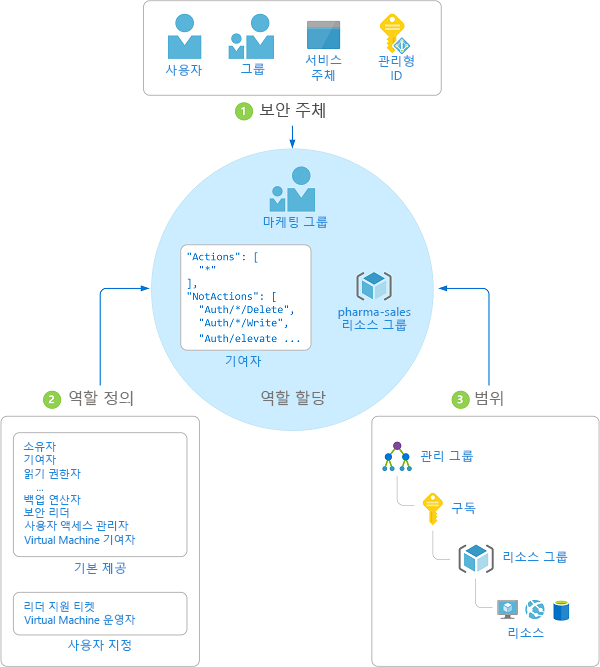 사용자
그룹
서비스
주체
관리형
ID
1 보안 주체
마케팅 그룹
"Actions": [
"*"
],
"NotActions": [
"Auth/*/Delete",
"Auth/*/Write",
"Auth/elevate ...
기여자
pharma-sales
리소스 그룹
역할 할당
2 역할 정의
소유자
기여자
읽기 권한자
...
백업 연산자
보안 리더
사용자 액세스 관리자
Virtual Machine 기여자
기본 제공
리더 지원 티켓
Virtual Machine 운영자
사용자 지정
3 범위
관리 그룹
구독
리소스 그룹
리소스